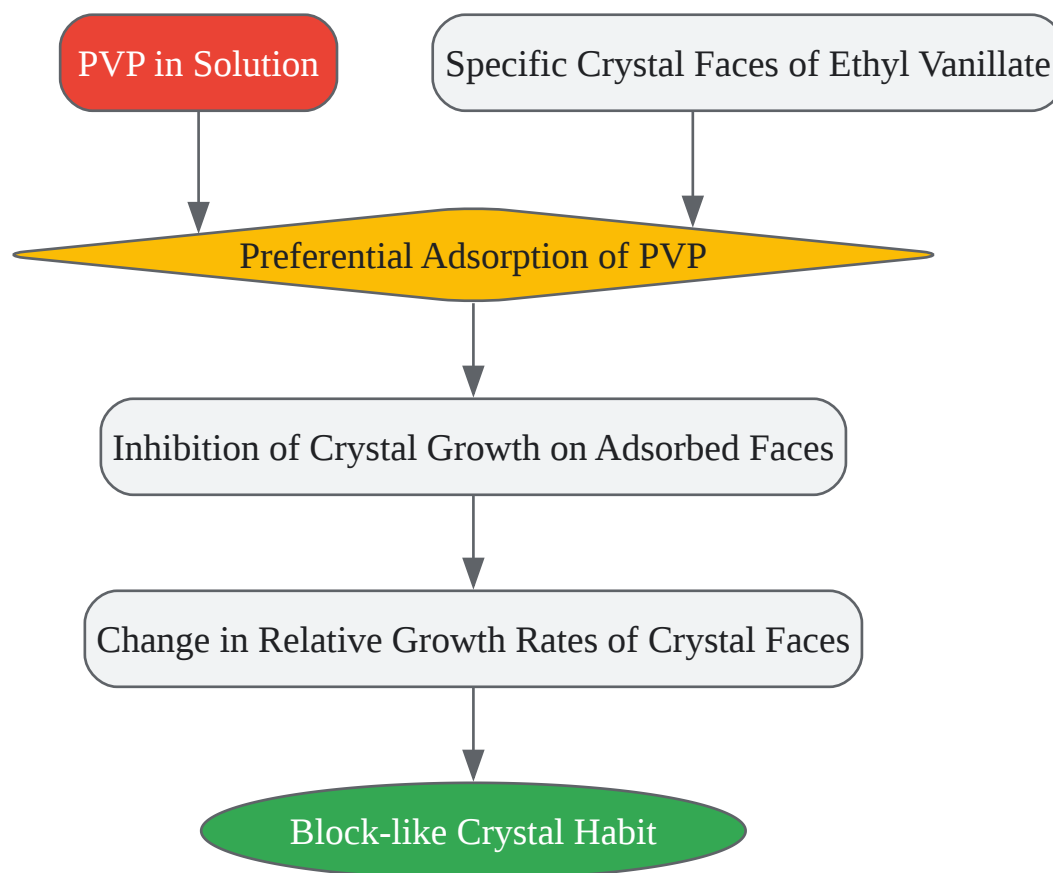 PVP in Solution
Specific Crystal Faces of Ethyl Vanillate
Preferential Adsorption of PVP
Inhibition of Crystal Growth on Adsorbed Faces
Change in Relative Growth Rates of Crystal Faces
Block-like Crystal Habit